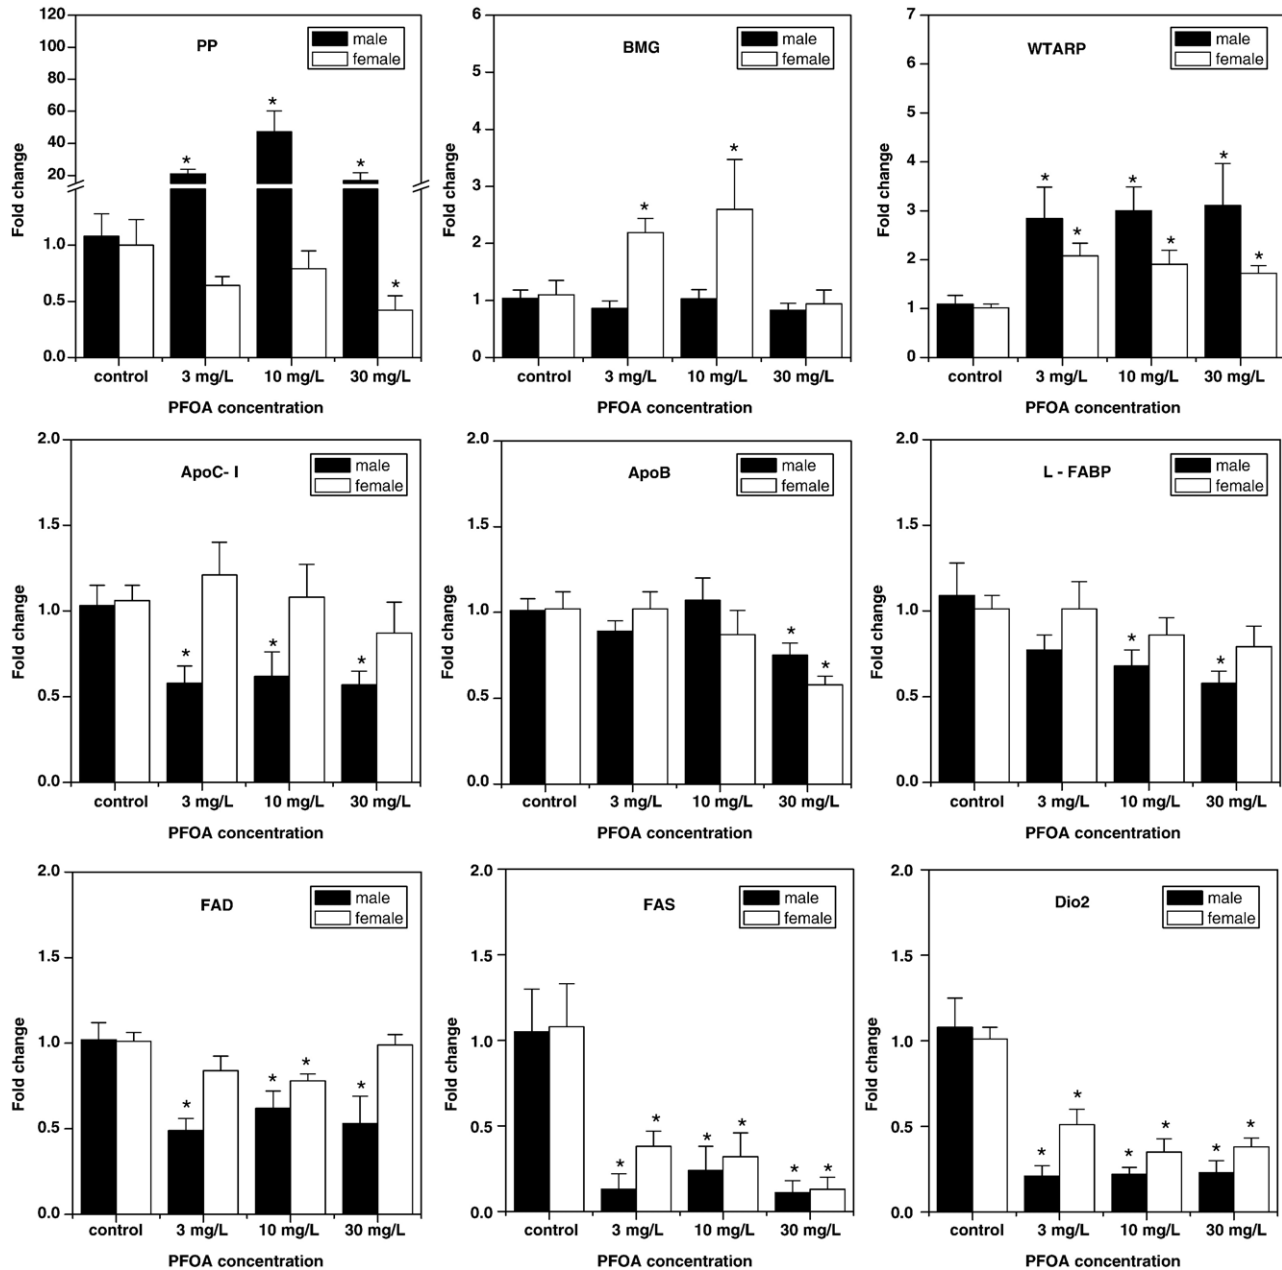 120
100
80
60
40
20
1.0
0.5
0.0
Fold change
PP
male
female
*
*
*
*
control
3 mg/L
10 mg/L
30 mg/L
PFOA concentration
6
5
4
3
2
1
0
Fold change
BMG
male
female
*
*
control
3 mg/L
10 mg/L
30 mg/L
PFOA concentration
7
6
5
4
3
2
1
0
Fold change
WTARP
male
female
*
*
*
*
*
*
control
3 mg/L
10 mg/L
30 mg/L
PFOA concentration
2.0
1.5
1.0
0.5
0.0
Fold change
ApoC- I
male
female
*
*
*
control
3 mg/L
10 mg/L
30 mg/L
PFOA concentration
2.0
1.5
1.0
0.5
0.0
Fold change
ApoB
male
female
*
*
control
3 mg/L
10 mg/L
30 mg/L
PFOA concentration
2.0
1.5
1.0
0.5
0.0
Fold change
L - FABP
male
female
*
*
control
3 mg/L
10 mg/L
30 mg/L
PFOA concentration
2.0
1.5
1.0
0.5
0.0
Fold change
FAD
male
female
*
*
*
*
control
3 mg/L
10 mg/L
30 mg/L
PFOA concentration
2.0
1.5
1.0
0.5
0.0
Fold change
FAS
male
female
*
*
*
*
*
*
control
3 mg/L
10 mg/L
30 mg/L
PFOA concentration
2.0
1.5
1.0
0.5
0.0
Fold change
Dio2
male
female
*
*
*
*
*
*
control
3 mg/L
10 mg/L
30 mg/L
PFOA concentration